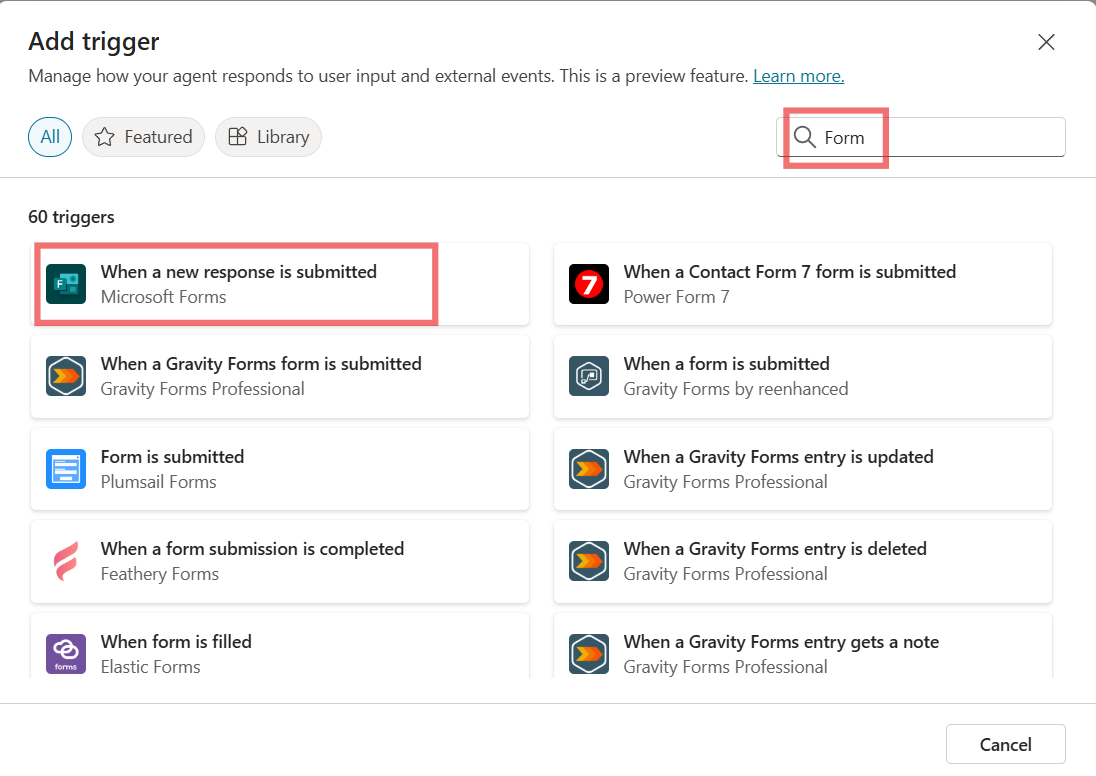 Add trigger
Manage how your agent responds to user input and external events. This is a preview feature. Learn more.
All
Featured
Library
Form
60 triggers
F
When a new response is submitted
Microsoft Forms
7
When a Contact Form 7 form is submitted
Power Form 7
When a Gravity Forms form is submitted
Gravity Forms Professional
When a form is submitted
Gravity Forms by reenhanced
Form is submitted
Plumsail Forms
When a Gravity Forms entry is updated
Gravity Forms Professional
When a form submission is completed
Feathery Forms
When a Gravity Forms entry is deleted
Gravity Forms Professional
forms
When form is filled
Elastic Forms
When a Gravity Forms entry gets a note
Gravity Forms Professional
Cancel